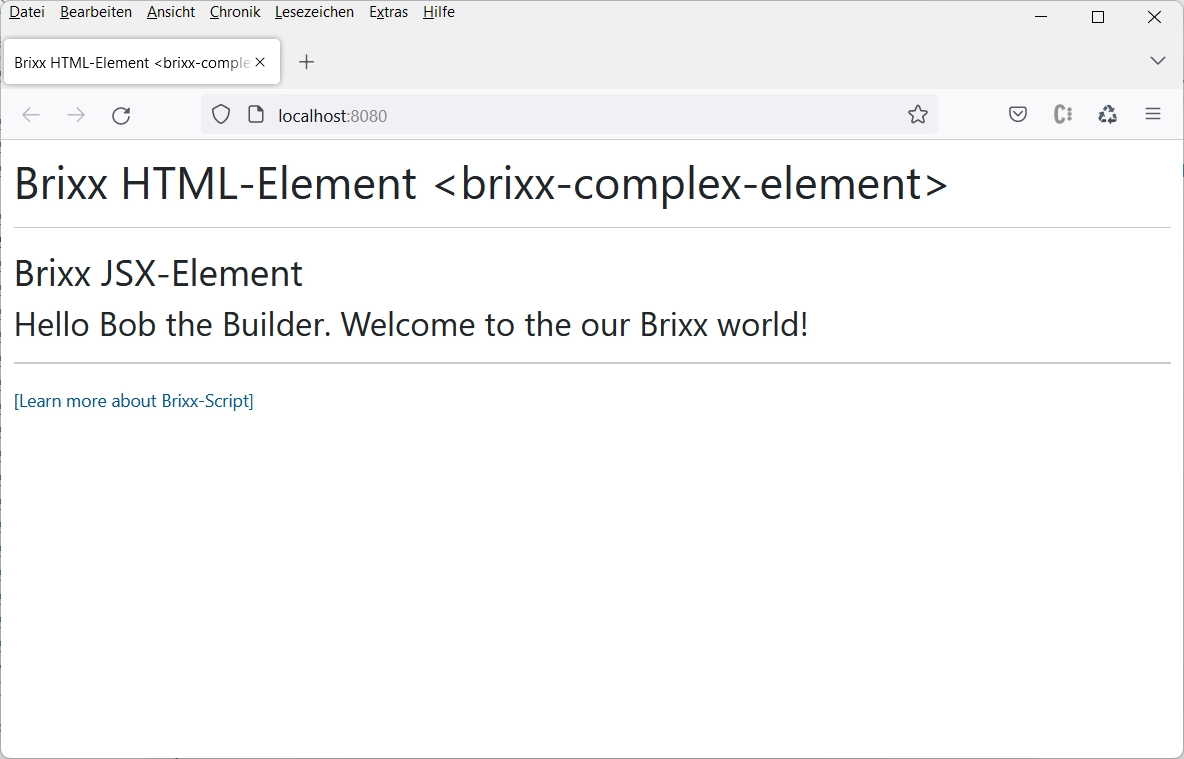 Datei Bearbeiten Ansicht Chronik Lesezeichen Extras Hilfe
Brixx HTML-Element <brixx-comple
localhost:8080
Brixx HTML-Element <brixx-complex-element>
Brixx JSX-Element
Hello Bob the Builder. Welcome to the our Brixx world!
[Learn more about Brixx-Script]